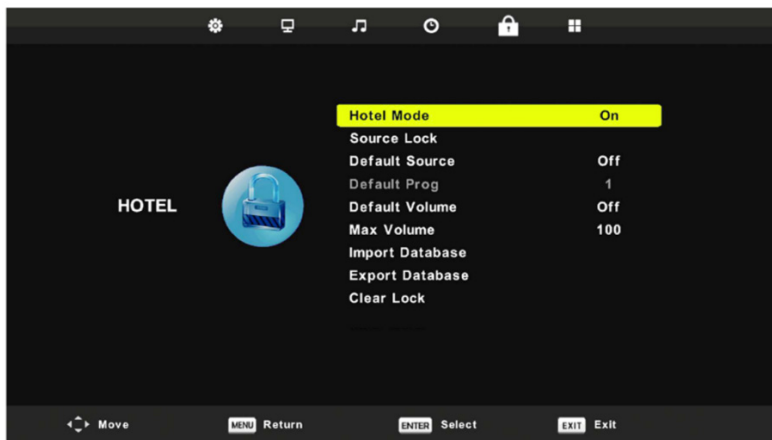 Hotel Mode On
Source Lock
Default Source Off
Default Prog 1
HOTEL
Default Volume Off
Max Volume 100
Import Database
Export Database
Clear Lock
Move MENU Return ENTER Select EXIT Exit